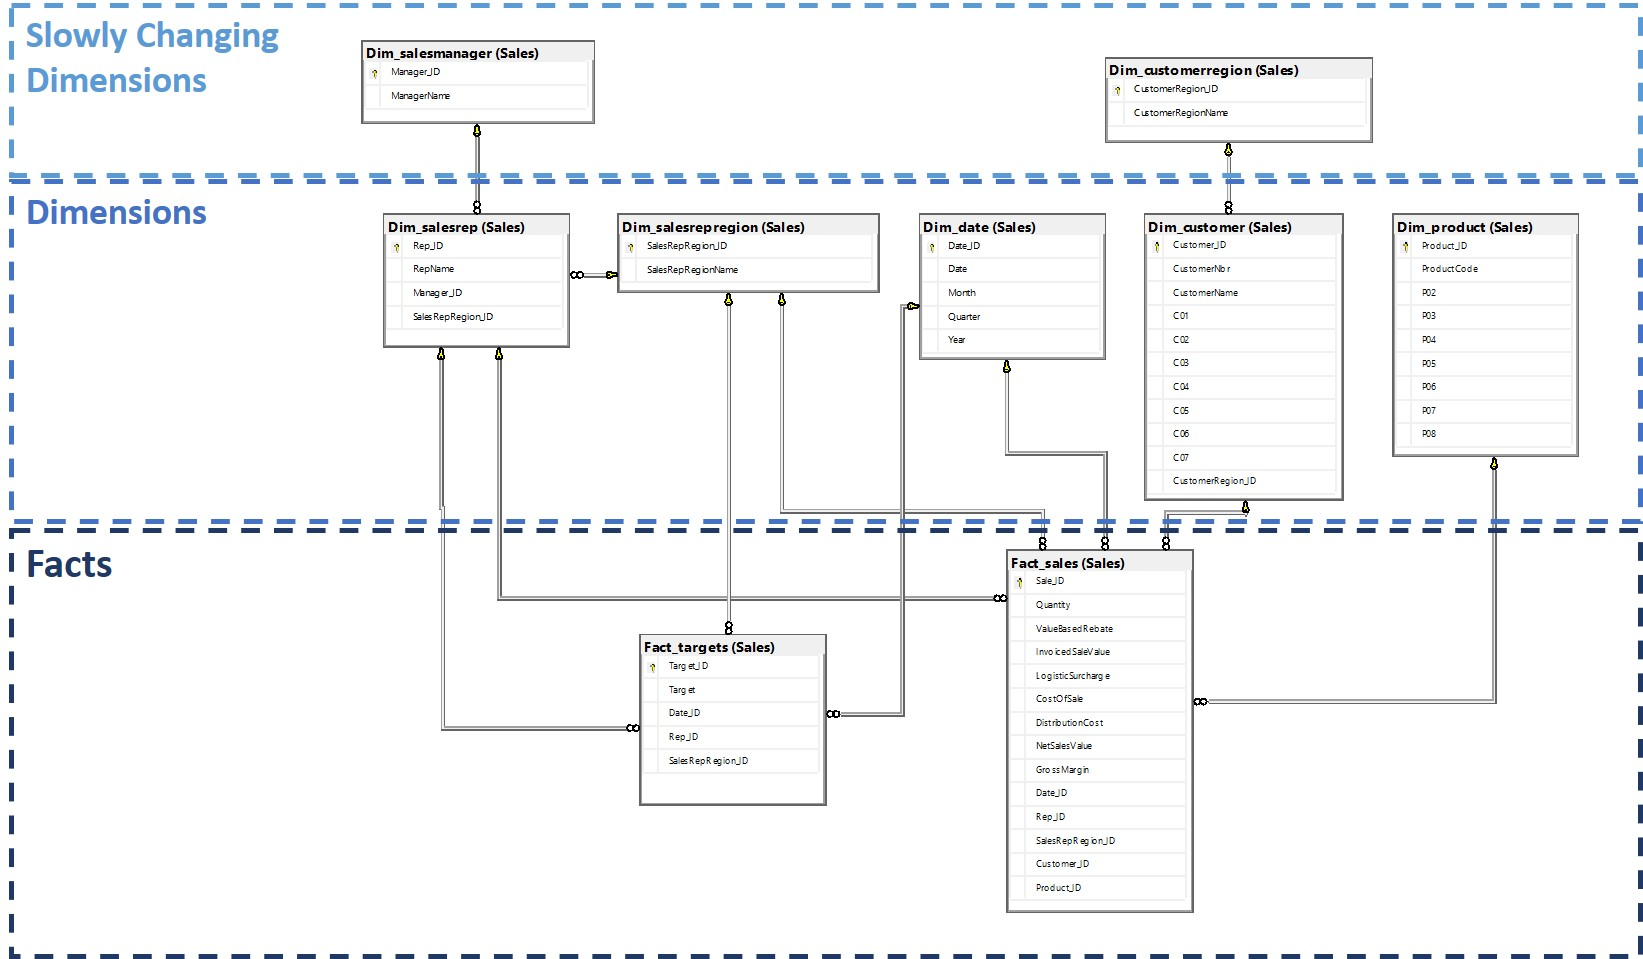 Slowly Changing
Dimensions
Dim_salesmanager (Sales)
Manager_ID
ManagerName
Dim_customerregion (Sales)
CustomerRegion_ID
CustomerRegionName
Dimensions
Dim_salesrep (Sales)
Rep_ID
RepName
Manager_ID
SalesRepRegion_ID
Dim_salesrepregion (Sales)
SalesRepRegion_ID
SalesRepRegionName
Dim_date (Sales)
Date_ID
Date
Month
Quarter
Year
Dim_customer (Sales)
Customer_ID
CustomerNbr
CustomerName
C01
C02
C03
C04
C05
C06
C07
CustomerRegion_ID
Dim_product (Sales)
Product_ID
ProductCode
P02
P03
P04
P05
P06
P07
P08
Facts
Fact_targets (Sales)
Target_ID
Target
Date_ID
Rep_ID
SalesRepRegion_ID
Fact_sales (Sales)
Sale_ID
Quantity
ValueBasedRebate
InvoicedSaleValue
LogisticSurcharge
CostOfSale
DistributionCost
NetSalesValue
GrossMargin
Date_ID
Rep_ID
SalesRepRegion_ID
Customer_ID
Product_ID